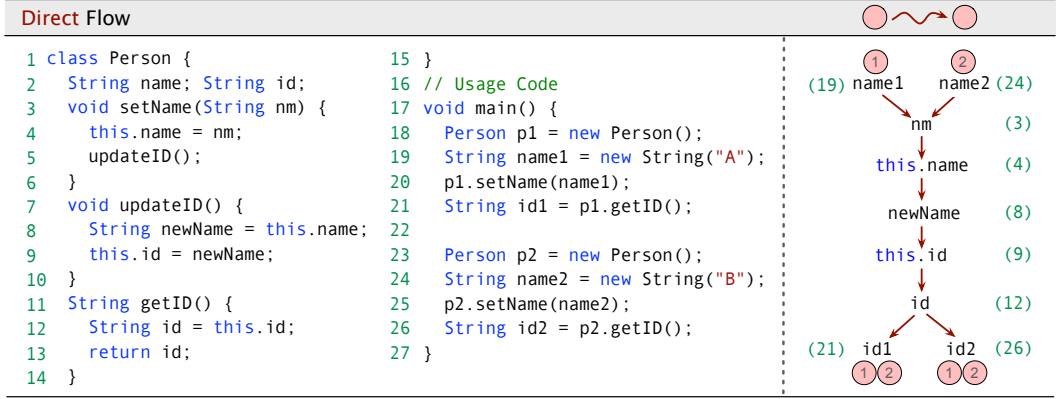 Direct Flow
1 class Person {
2 String name; String id;
3 void setName(String nm) {
4 this.name = nm;
5 updateID();
6 }
7 void updateID() {
8 String newName = this.name;
9 this.id = newName;
10 }
11 String getID() {
12 String id = this.id;
13 return id;
14 }
15 }
16 // Usage Code
17 void main() {
18 Person p1 = new Person();
19 String name1 = new String("A");
20 p1.setName(name1);
21 String id1 = p1.getID();
22
23 Person p2 = new Person();
24 String name2 = new String("B");
25 p2.setName(name2);
26 String id2 = p2.getID();
27 }
1 2
(19) name1 name2 (24)
nm (3)
this.name (4)
newName (8)
this.id (9)
id (12)
(21) id1 id2 (26)
1 2 1 2